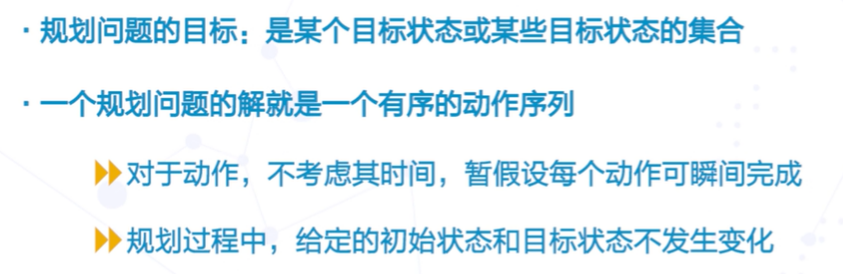 · 规划问题的目标：是某个目标状态或某些目标状态的集合
· 一个规划问题的解就是一个有序的动作序列
对于动作，不考虑其时间，暂假设每个动作可瞬间完成
规划过程中，给定的初始状态和目标状态不发生变化